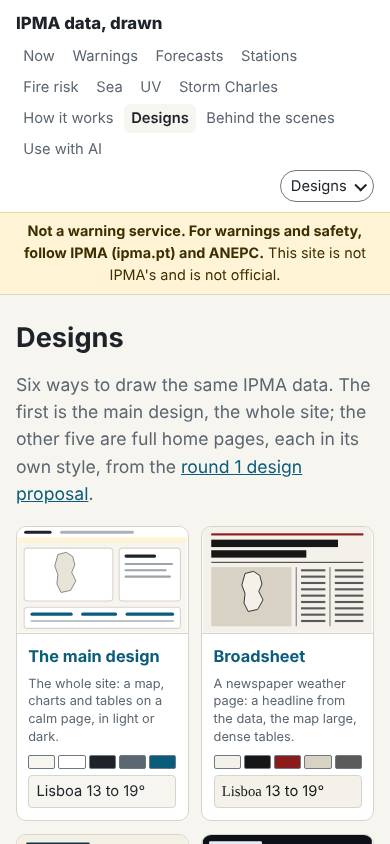 IPMA data, drawn
Now Warnings Forecasts Stations
Fire risk Sea UV Storm Charles
How it works Designs Behind the scenes
Use with AI
Designs
Not a warning service. For warnings and safety,
follow IPMA (ipma.pt) and ANEPC. This site is not
IPMA's and is not official.
Designs
Six ways to draw the same IPMA data. The
first is the main design, the whole site; the
other five are full home pages, each in its
own style, from the round 1 design
proposal.
The main design
The whole site: a map,
charts and tables on a
calm page, in light or
dark.
Lisboa 13 to 19°
Broadsheet
A newspaper weather
page: a headline from
the data, the map large,
dense tables.
Lisboa 13 to 19°